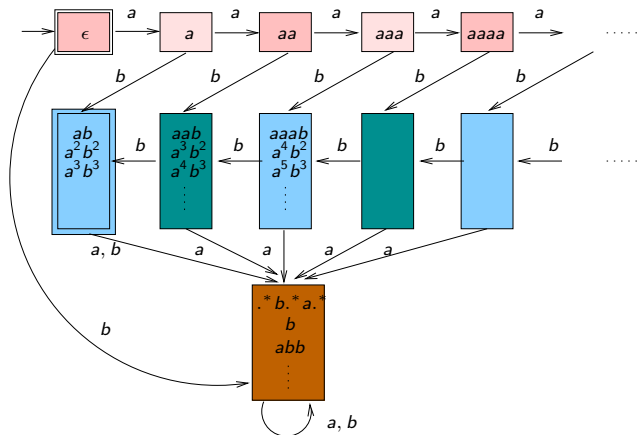 a a a a a
ϵ a aa aaa aaaa ·····
b b b b b
ab aab aaab
a²b² a³b² a⁴b²
a³b³ a⁴b³ a⁵b³
b b b b b
·····
a, b a a a a
.*b.*a.*
b
b
abb
a, b